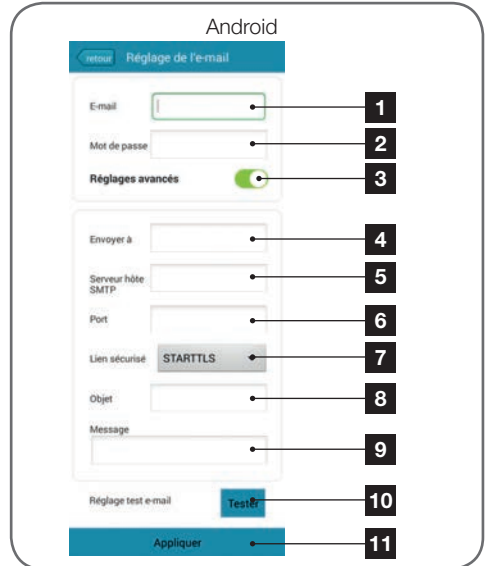 Android
retour Réglage de l'e-mail
E-mail 1
Mot de passe 2
Réglages avancés 3
Envoyer à 4
Serveur hôte
SMTP 5
Port 6
Lien sécurisé STARTTLS 7
Objet 8
Message
9
Réglage test e-mail Tester 10
Appliquer 11